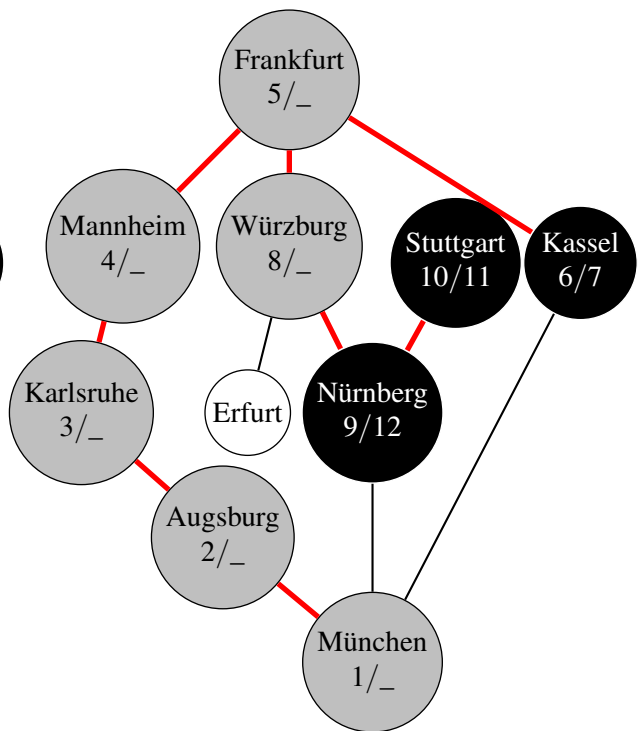 Frankfurt
5/_
Mannheim
4/_
Würzburg
8/_
Stuttgart
10/11
Kassel
6/7
Karlsruhe
3/_
Erfurt
Nürnberg
9/12
Augsburg
2/_
München
1/_